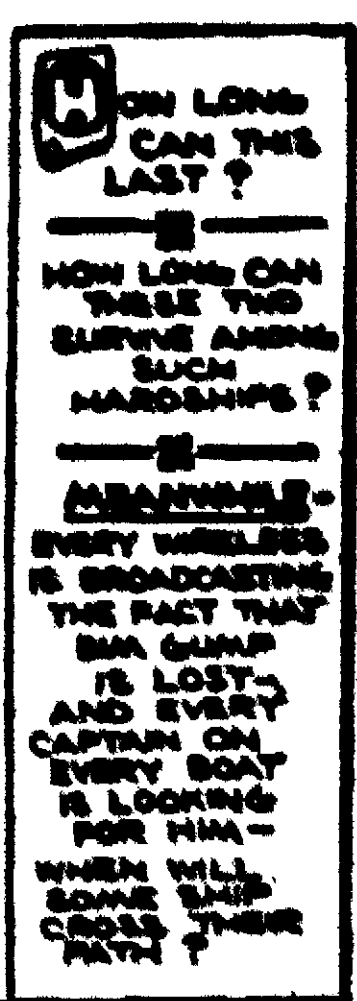 HOW LONG
CAN THIS
LAST ?
HOW LONG CAN
THESE TWO
SURVIVE AMONG
SUCH
HARDSHIPS ?
MEANWHILE -
EVERY WIRELESS
IS BROADCASTING
THE FACT THAT
BIM GUMP
IS LOST -
AND EVERY
CAPTAIN ON
EVERY BOAT
IS LOOKING
FOR HIM -
WHEN WILL
SOME SHIP
CROSS THEIR
PATH ?